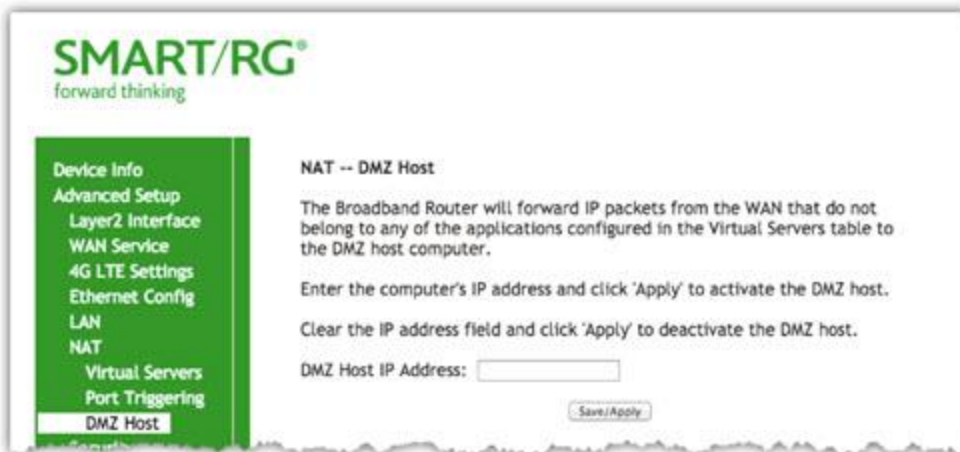 SMART/RG®
forward thinking
Device Info
Advanced Setup
Layer2 Interface
WAN Service
4G LTE Settings
Ethernet Config
LAN
NAT
Virtual Servers
Port Triggering
DMZ Host
NAT -- DMZ Host
The Broadband Router will forward IP packets from the WAN that do not
belong to any of the applications configured in the Virtual Servers table to
the DMZ host computer.
Enter the computer's IP address and click 'Apply' to activate the DMZ host.
Clear the IP address field and click 'Apply' to deactivate the DMZ host.
DMZ Host IP Address:
Save/Apply